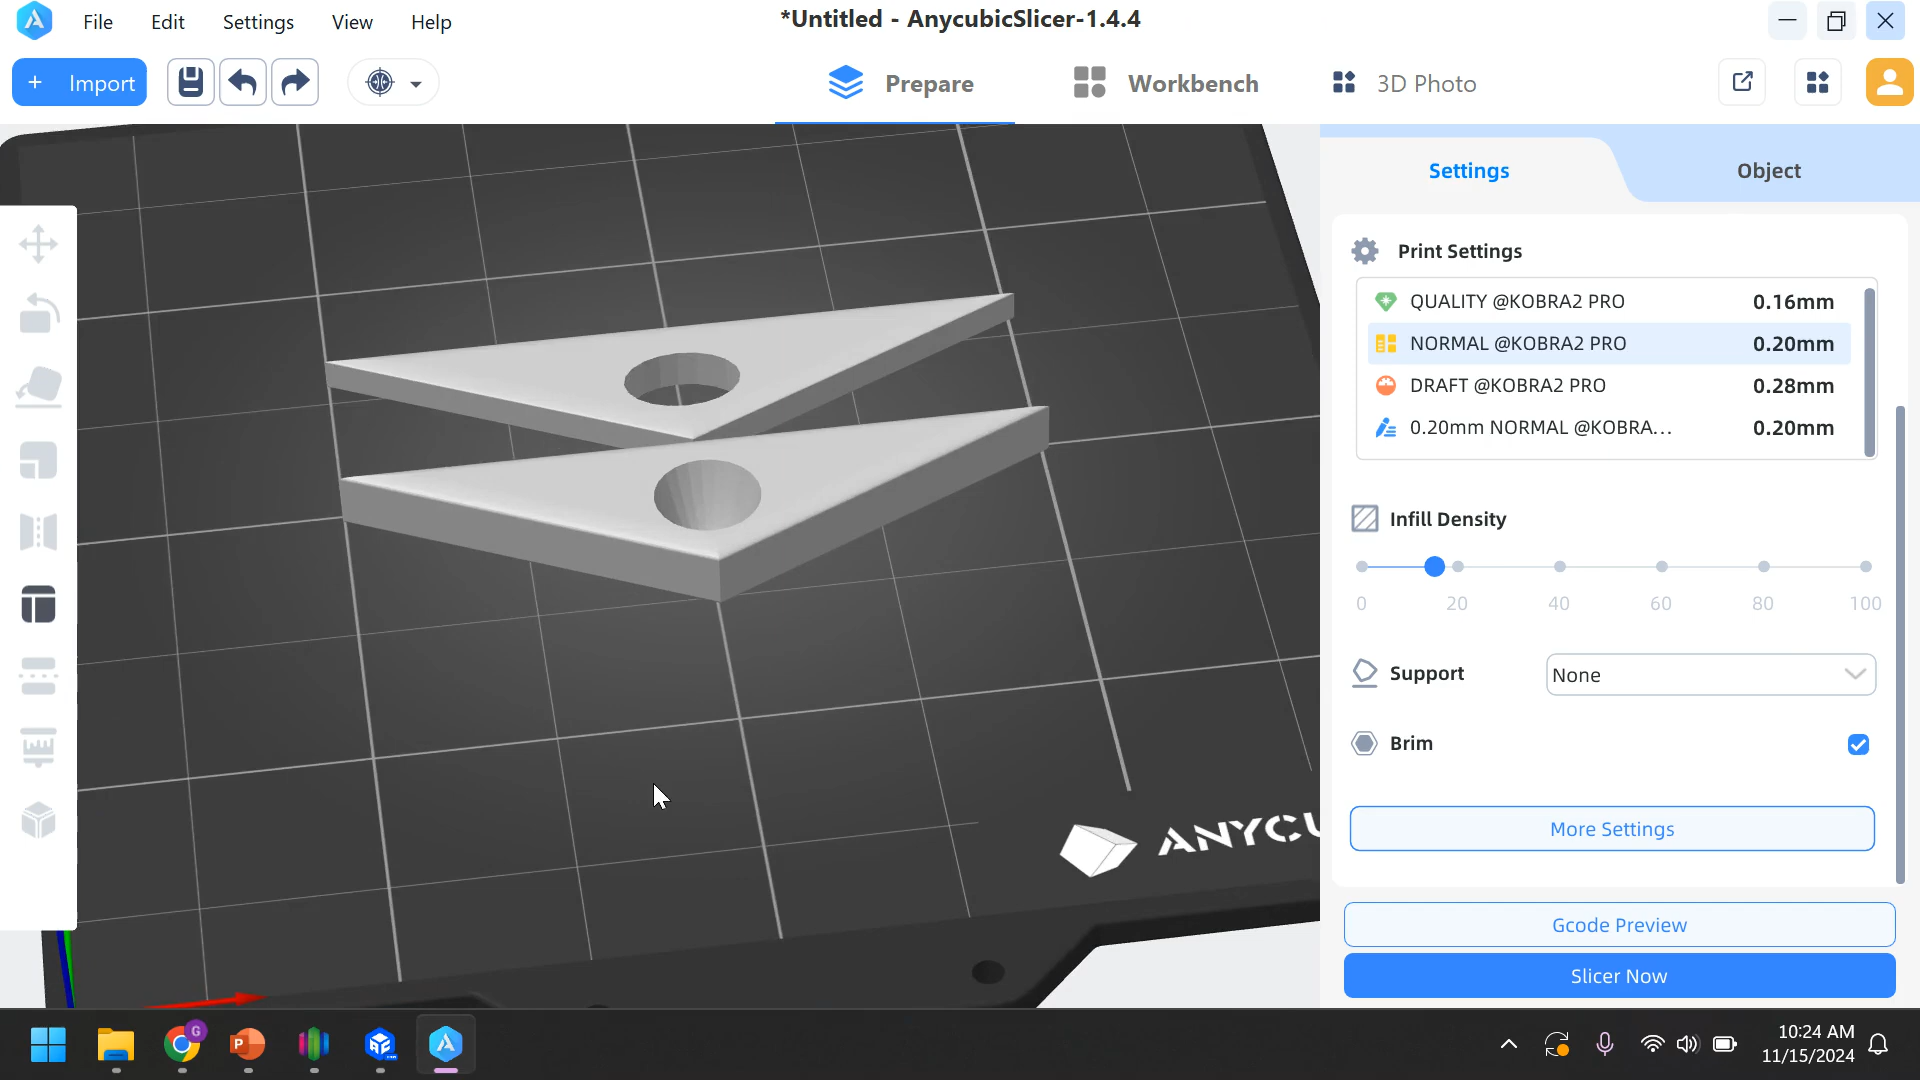 File Edit Settings View Help
*Untitled - AnycubicSlicer-1.4.4
+ Import
Prepare
Workbench
3D Photo
Settings
Object
Print Settings
QUALITY @KOBRA2 PRO 0.16mm
NORMAL @KOBRA2 PRO 0.20mm
DRAFT @KOBRA2 PRO 0.28mm
0.20mm NORMAL @KOBRA... 0.20mm
Infill Density
0 20 40 60 80 100
Support None
Brim
More Settings
Gcode Preview
Slicer Now
ANYCU
G
P
10:24 AM
11/15/2024